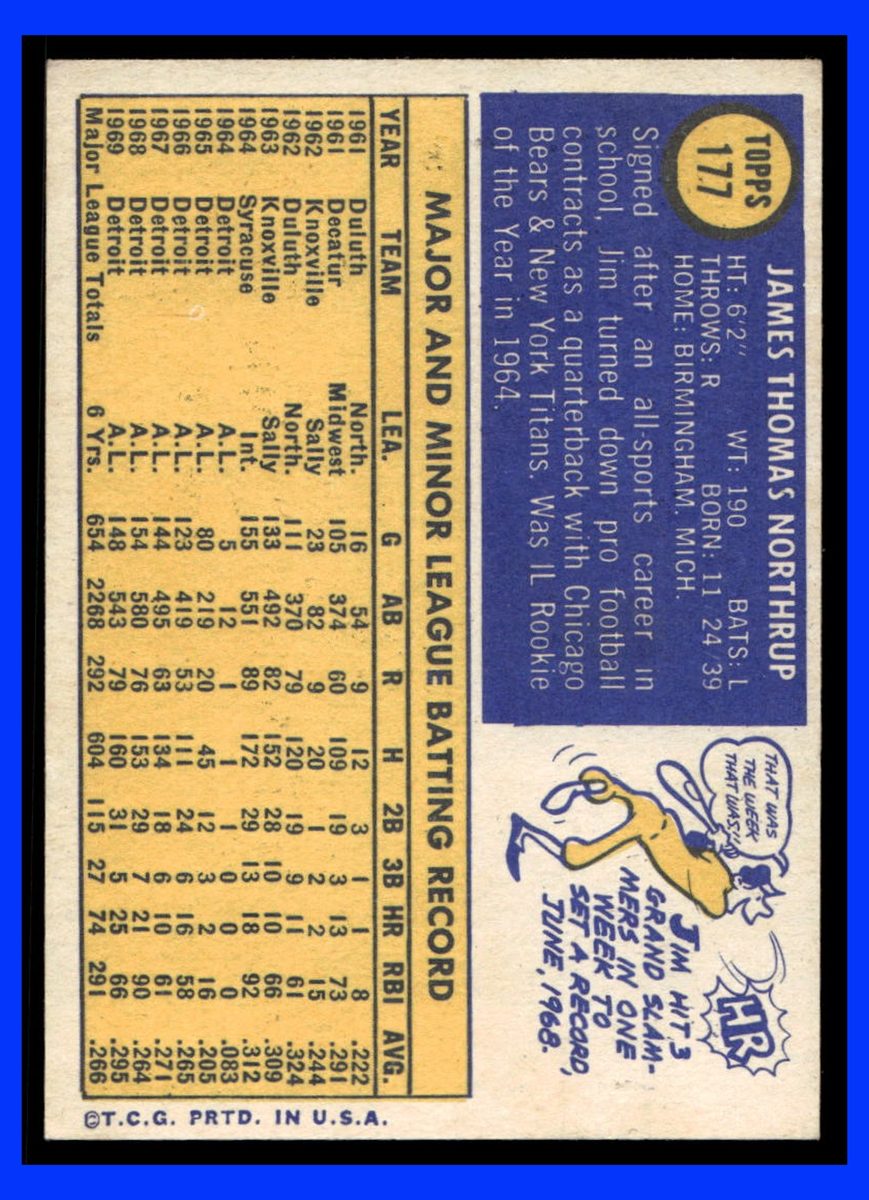 TOPPS
177
JAMES THOMAS NORTHRUP
HT: 6'2" WT: 190 BATS: L
THROWS: R BORN: 11 24 39
HOME: BIRMINGHAM, MICH.
Signed after an all-sports career in
school, Jim turned down pro football
contracts as a quarterback with Chicago
Bears & New York Titans. Was IL Rookie
of the Year in 1964.
THAT WAS
THE WEEK
THAT WAS!!
HR
JIM HIT 3
GRAND SLAM-
MERS IN ONE
WEEK TO
SET A RECORD,
JUNE, 1968.
MAJOR AND MINOR LEAGUE BATTING RECORD
YEAR TEAM LEA. G AB R H 2B 3B HR RBI AVG.
1961 Duluth North. 16 54 9 12 3 1 1 8 .222
1961 Decatur Midwest 105 374 60 109 19 3 13 73 .291
1962 Knoxville Sally 23 82 9 20 1 2 2 15 .244
1962 Duluth North. 111 370 79 120 19 9 11 61 .324
1963 Knoxville Sally 133 492 82 152 28 10 10 66 .309
1964 Syracuse Int. 155 551 89 172 29 13 18 92 .312
1964 Detroit A.L. 5 12 1 1 1 0 0 0 .083
1965 Detroit A.L. 80 219 20 45 12 3 2 16 .205
1966 Detroit A.L. 123 419 53 111 24 6 16 58 .265
1967 Detroit A.L. 144 495 63 134 18 6 10 61 .271
1968 Detroit A.L. 154 580 76 153 29 7 21 90 .264
1969 Detroit A.L. 148 543 79 160 31 5 25 66 .295
Major League Totals 6 Yrs. 654 2268 292 604 115 27 74 291 .266
©T.C.G. PRTD. IN U.S.A.